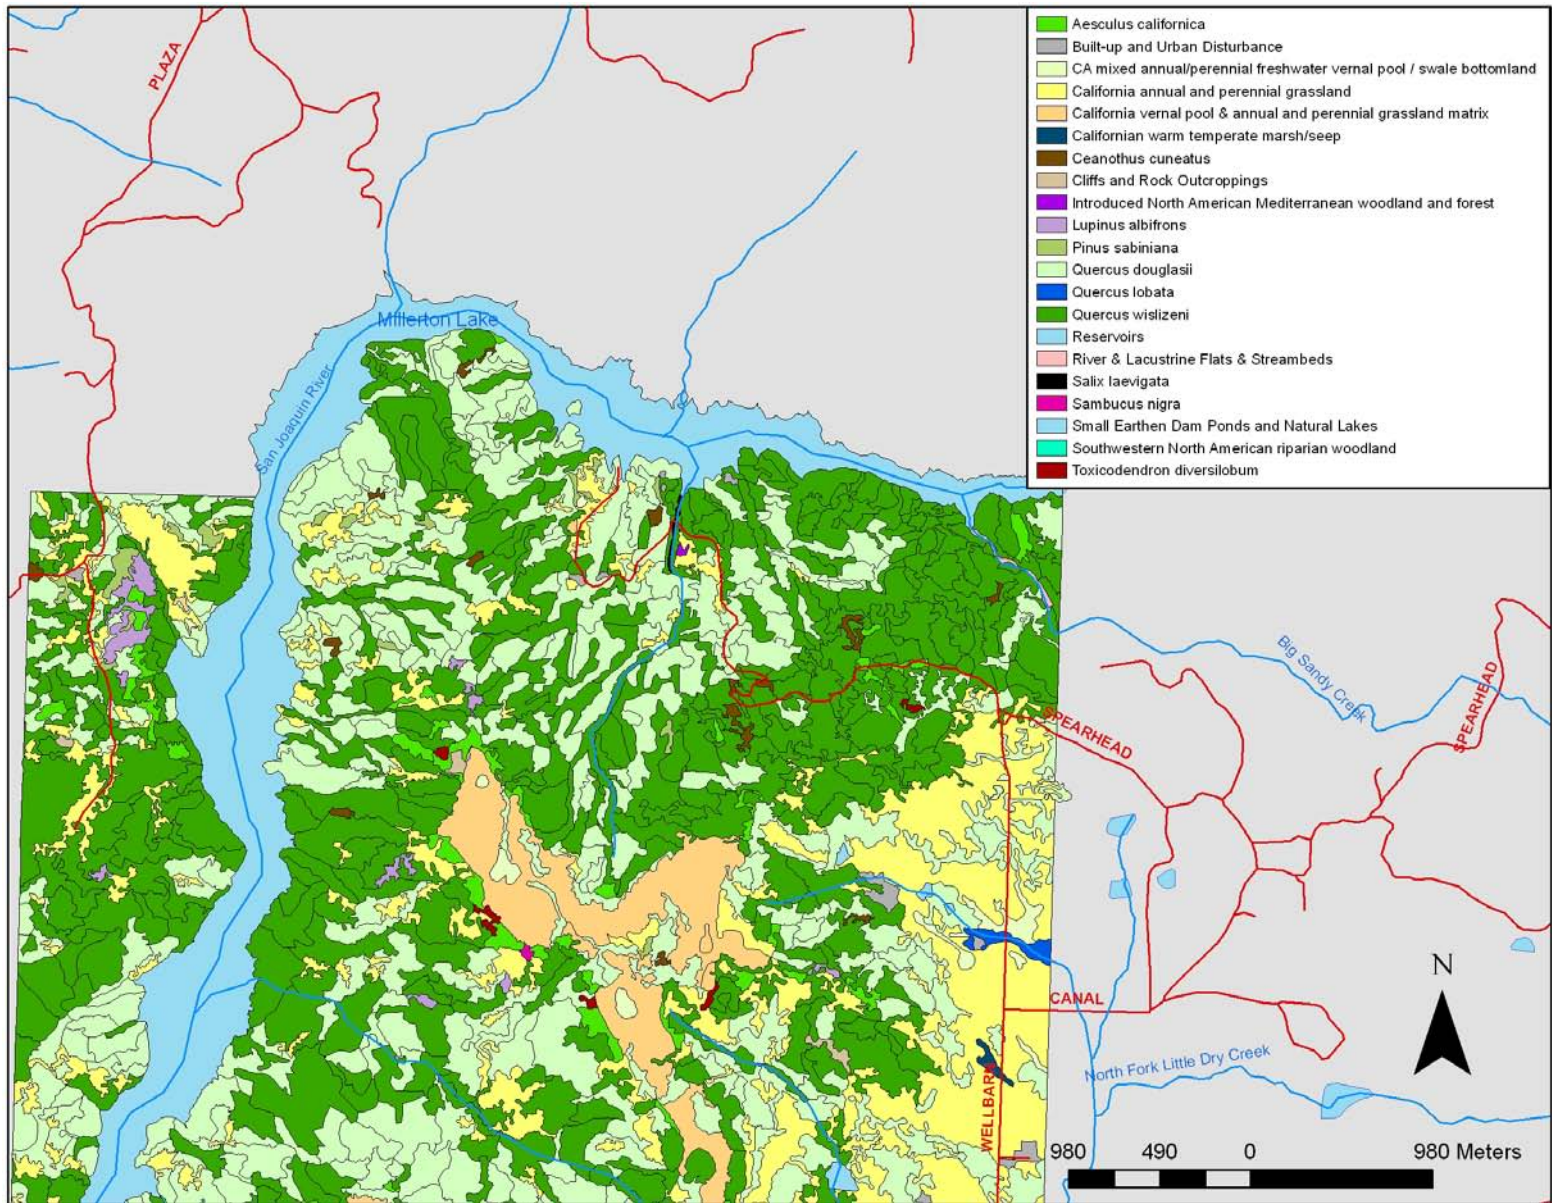 Aesculus californica
Built-up and Urban Disturbance
CA mixed annual/perennial freshwater vernal pool / swale bottomland
California annual and perennial grassland
California vernal pool & annual and perennial grassland matrix
Californian warm temperate marsh/seep
Ceanothus cuneatus
Cliffs and Rock Outcroppings
Introduced North American Mediterranean woodland and forest
Lupinus albifrons
Pinus sabiniana
Quercus douglasii
Quercus lobata
Quercus wislizeni
Reservoirs
River & Lacustrine Flats & Streambeds
Salix laevigata
Sambucus nigra
Small Earthen Dam Ponds and Natural Lakes
Southwestern North American riparian woodland
Toxicodendron diversilobum
PLAZA
Millerton Lake
San Joaquin River
Big Sandy Creek
SPEARHEAD
SPEARHEAD
CANAL
North Fork Little Dry Creek
WELLBARN
N
980 490 0 980 Meters